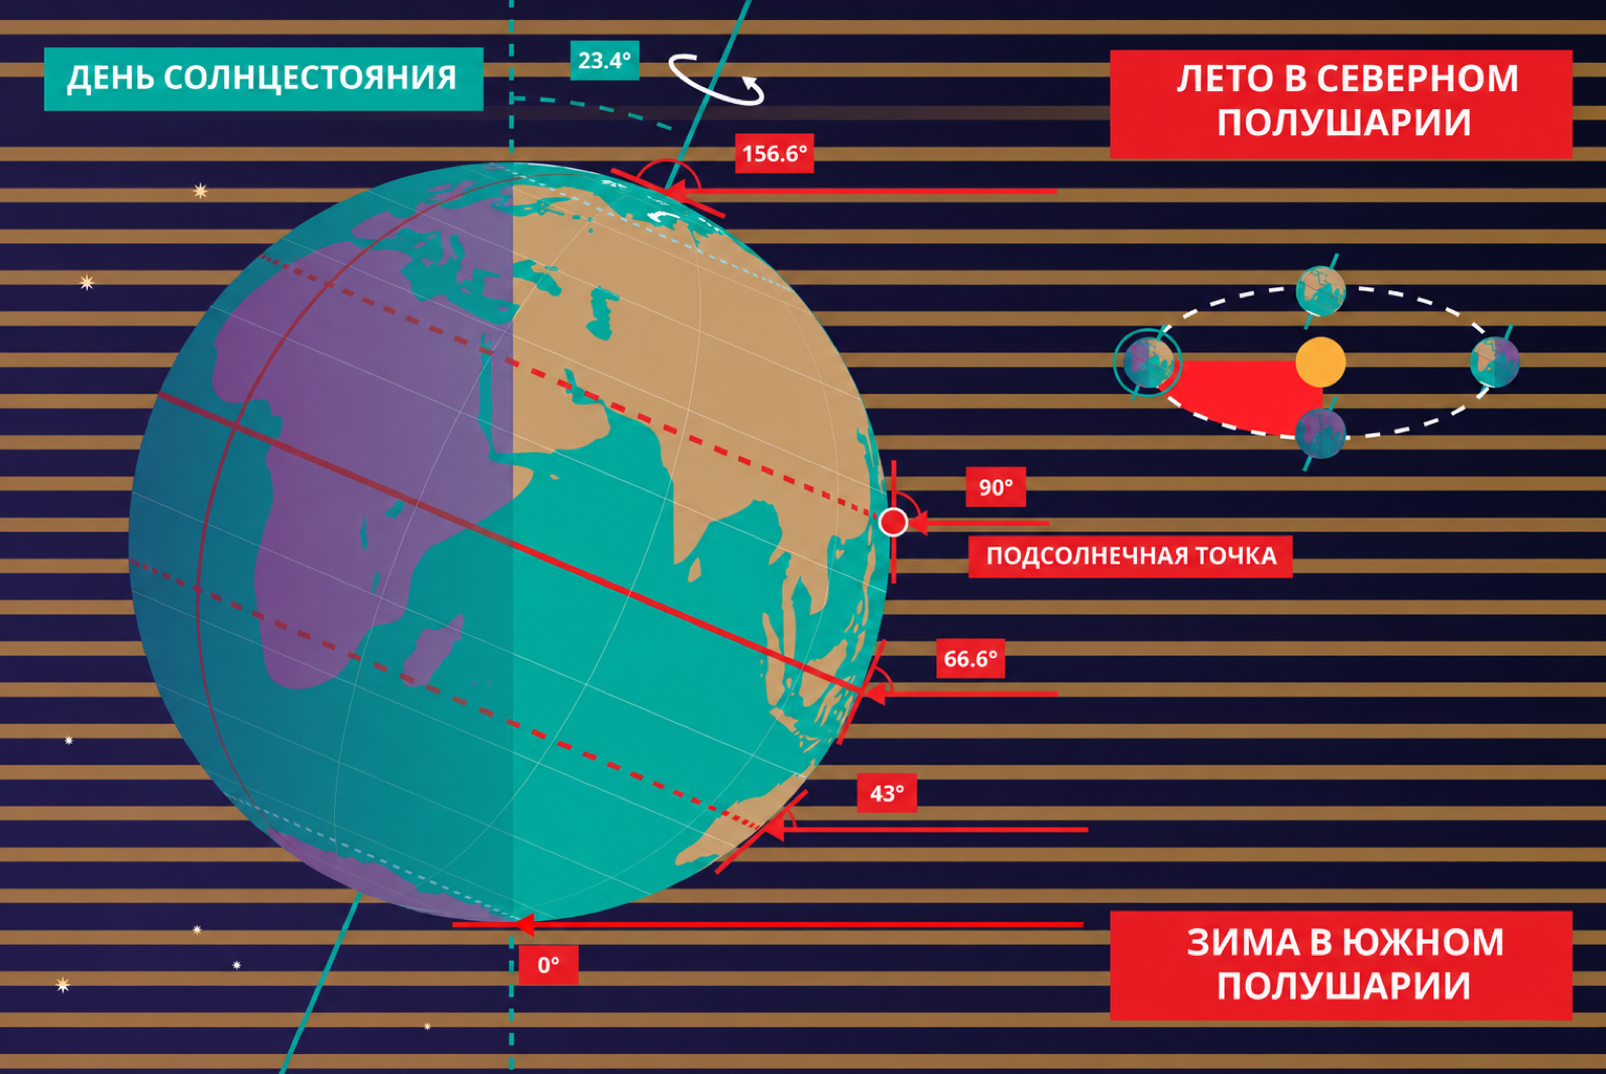 ДЕНЬ СОЛНЦЕСТОЯНИЯ
23.4°
156.6°
ЛЕТО В СЕВЕРНОМ
ПОЛУШАРИИ
90°
ПОДСОЛНЕЧНАЯ ТОЧКА
66.6°
43°
0°
ЗИМА В ЮЖНОМ
ПОЛУШАРИИ